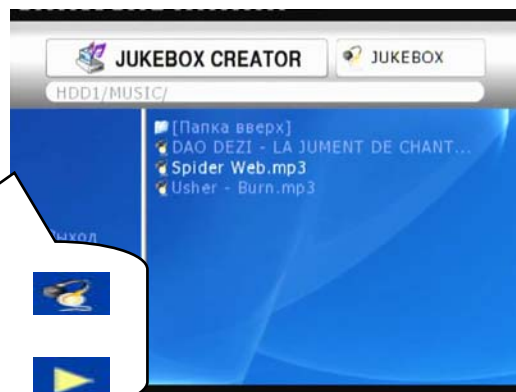 JUKEBOX CREATOR
JUKEBOX
HDD1/MUSIC/
[Папка вверх]
DAO DEZI - LA JUMENT DE CHANT...
Spider Web.mp3
Usher - Burn.mp3
Выход